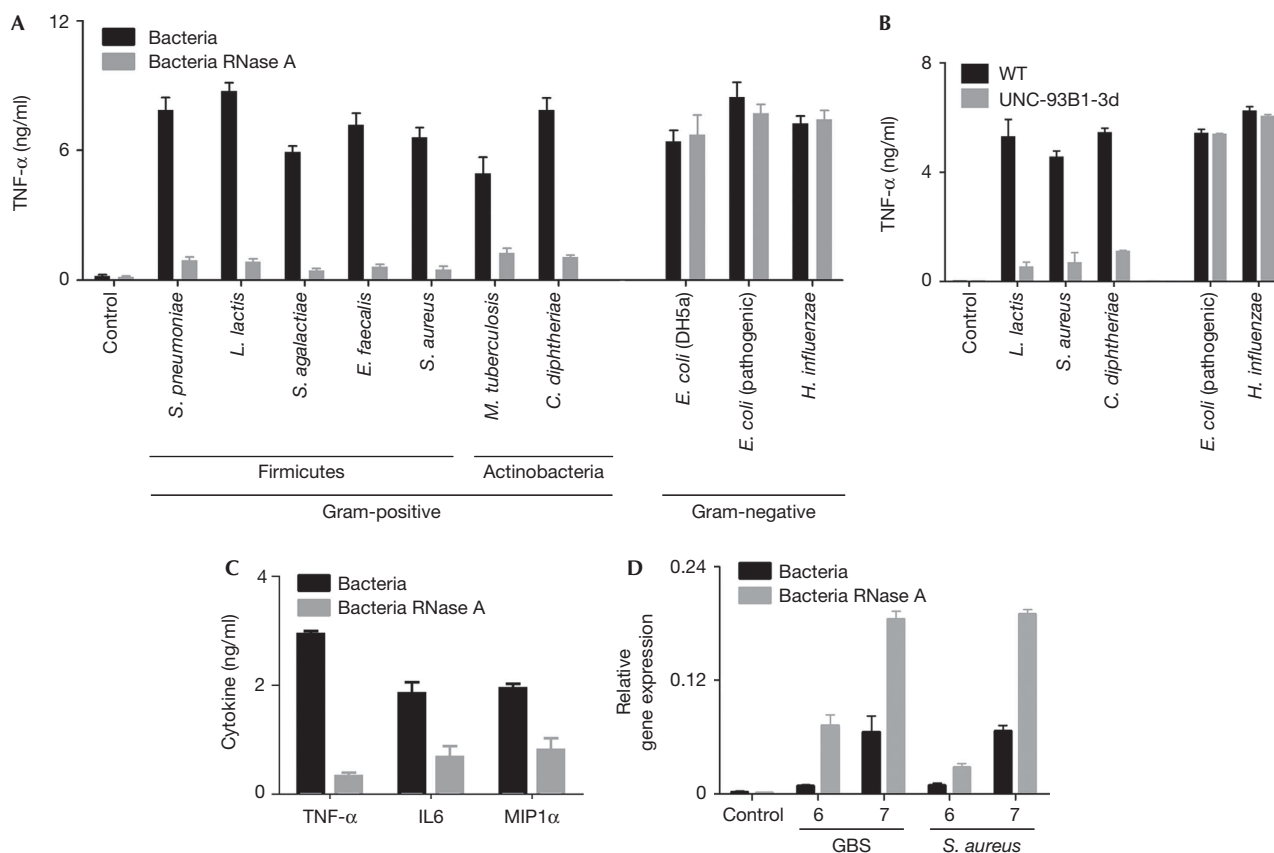 A
12
6
0
TNF-α (ng/ml)
Bacteria
Bacteria RNase A
Control
S. pneumoniae
L. lactis
S. agalactiae
E. faecalis
S. aureus
M. tuberculosis
C. diphtheriae
E. coli (DH5a)
E. coli (pathogenic)
H. influenzae
Firmicutes
Actinobacteria
Gram-positive
Gram-negative
B
8
4
0
TNF-α (ng/ml)
WT
UNC-93B1-3d
Control
L. lactis
S. aureus
C. diphtheriae
E. coli (pathogenic)
H. influenzae
C
4
2
0
Cytokine (ng/ml)
Bacteria
Bacteria RNase A
TNF-α
IL6
MIP1α
D
0.24
0.12
0
Relative
gene expression
Bacteria
Bacteria RNase A
Control
6
7
6
7
GBS
S. aureus